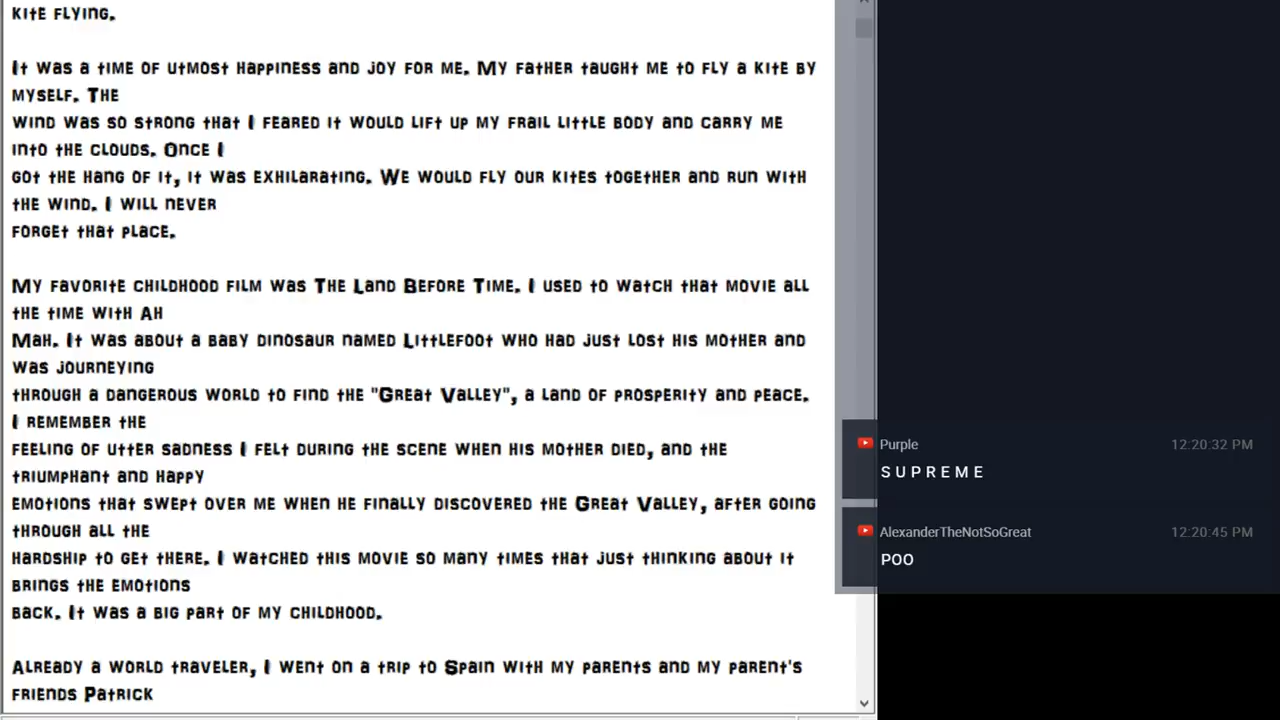 Kite flying.
It was a time of utmost happiness and joy for me. My father taught me to fly a kite by
myself. The
wind was so strong that I feared it would lift up my frail little body and carry me
into the clouds. Once I
got the hang of it, it was exhilarating. We would fly our kites together and run with
the wind. I will never
forget that place.
My favorite childhood film was The Land Before Time. I used to watch that movie all
the time with Ah
Mah. It was about a baby dinosaur named Littlefoot who had just lost his mother and
was journeying
through a dangerous world to find the "Great Valley", a land of prosperity and peace.
I remember the
feeling of utter sadness I felt during the scene when his mother died, and the
triumphant and happy
emotions that swept over me when he finally discovered the Great Valley, after going
through all the
hardship to get there. I watched this movie so many times that just thinking about it
brings the emotions
back. It was a big part of my childhood.
Already a world traveler, I went on a trip to Spain with my parents and my parent's
friends Patrick
Purple 12:20:32 PM
S U P R E M E
AlexanderTheNotSoGreat 12:20:45 PM
POO